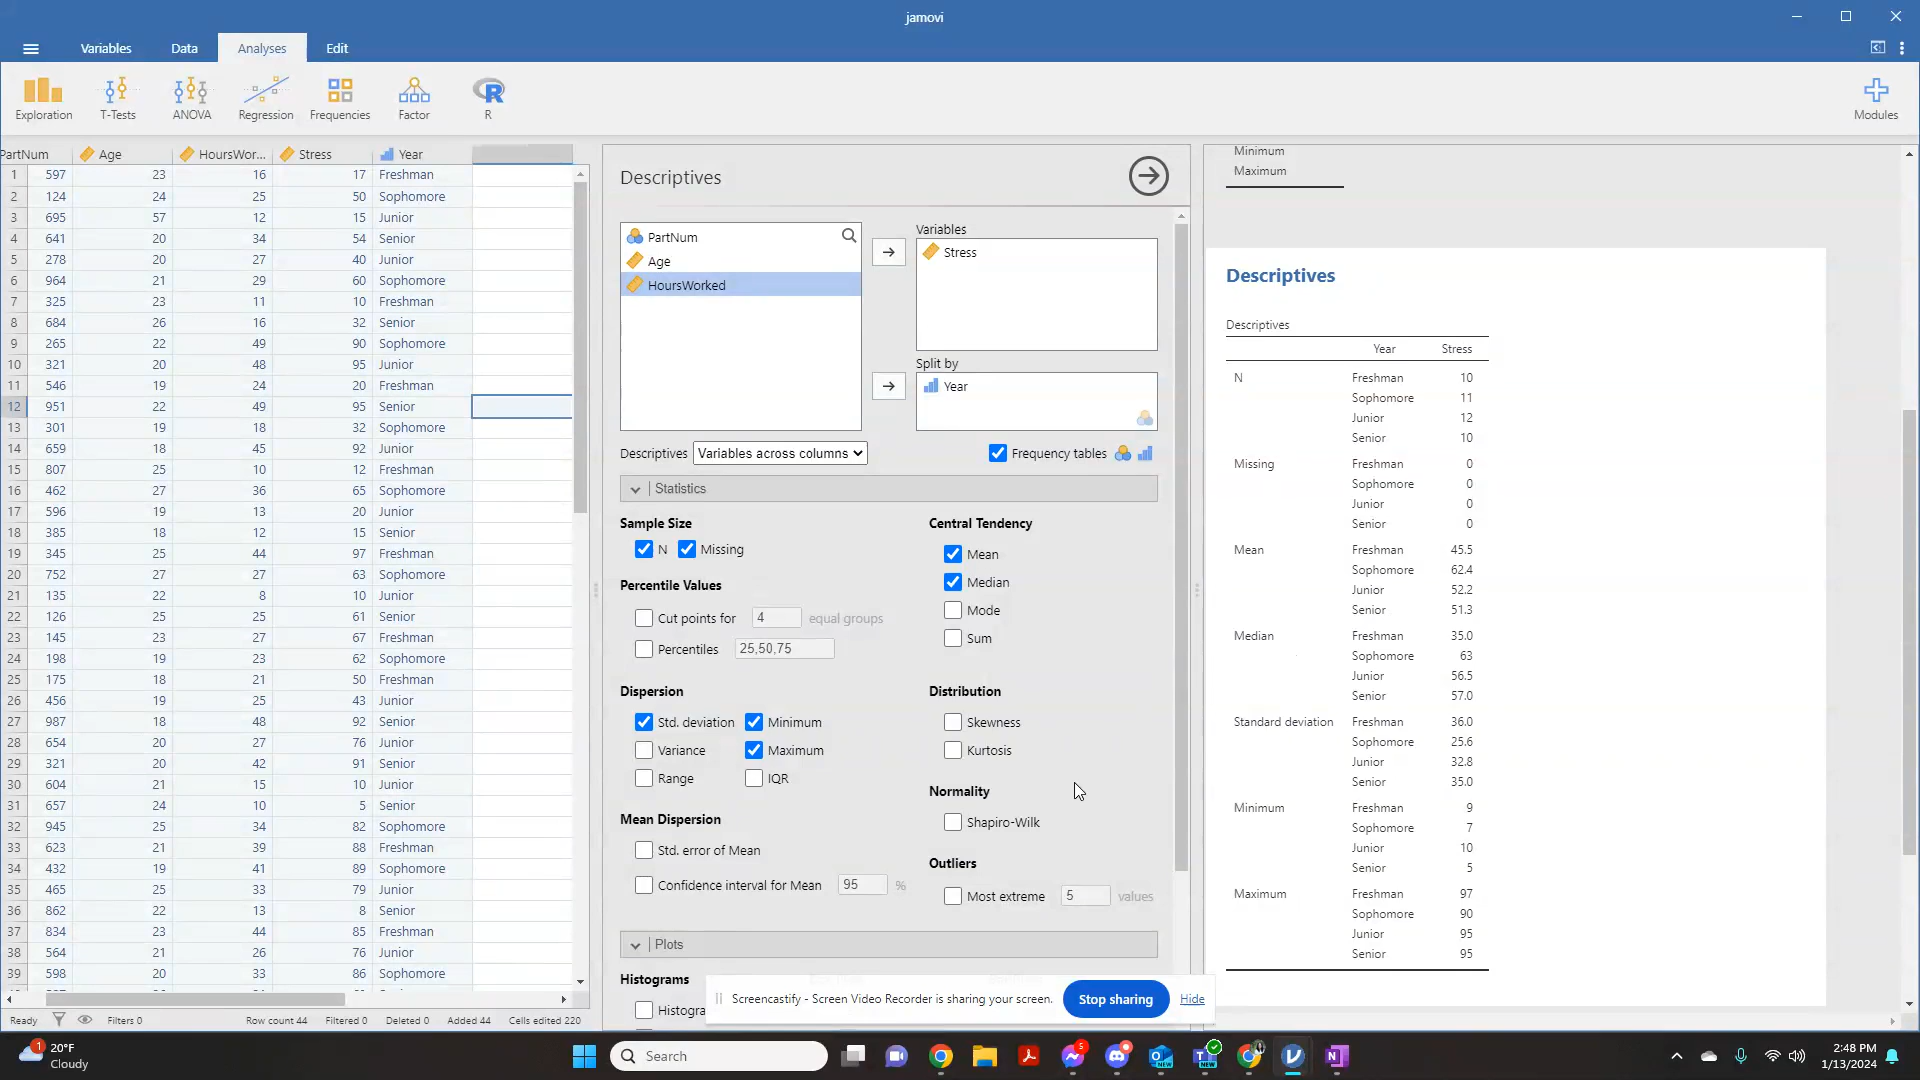 jamovi
Variables Data Analyses Edit
Exploration T-Tests ANOVA Regression Frequencies Factor R Modules
PartNum Age HoursWor... Stress Year
1 597 23 16 17 Freshman
2 124 24 25 50 Sophomore
3 695 57 12 15 Junior
4 641 20 34 54 Senior
5 278 20 27 40 Junior
6 964 21 29 60 Sophomore
7 325 23 11 10 Freshman
8 684 26 16 32 Senior
9 265 22 49 90 Sophomore
10 321 20 48 95 Junior
11 546 19 24 20 Freshman
12 951 22 49 95 Senior
13 301 19 18 32 Sophomore
14 659 18 45 92 Junior
15 807 25 10 12 Freshman
16 462 27 36 65 Sophomore
17 596 19 13 20 Junior
18 385 18 12 15 Senior
19 345 25 44 97 Freshman
20 752 27 27 63 Sophomore
21 135 22 8 10 Junior
22 126 25 25 61 Senior
23 145 23 27 67 Freshman
24 198 19 23 62 Sophomore
25 175 18 21 50 Freshman
26 456 19 25 43 Junior
27 987 18 48 92 Senior
28 654 20 27 76 Junior
29 321 20 42 91 Senior
30 604 21 15 10 Junior
31 657 24 10 5 Senior
32 945 25 34 82 Sophomore
33 623 21 39 88 Freshman
34 432 19 41 89 Sophomore
35 465 25 33 79 Junior
36 862 22 13 8 Senior
37 834 23 44 85 Freshman
38 564 21 26 76 Junior
39 598 20 33 86 Sophomore
Ready Filters 0 Row count 44 Filtered 0 Deleted 0 Added 44 Cells edited 220
Descriptives
PartNum
Age
HoursWorked
Variables
Stress
Split by
Year
Descriptives Variables across columns Frequency tables
Statistics
Sample Size
N Missing
Percentile Values
Cut points for 4 equal groups
Percentiles 25,50,75
Dispersion
Std. deviation Minimum
Variance Maximum
Range IQR
Mean Dispersion
Std. error of Mean
Confidence interval for Mean 95 %
Central Tendency
Mean
Median
Mode
Sum
Distribution
Skewness
Kurtosis
Normality
Shapiro-Wilk
Outliers
Most extreme 5 values
Plots
Histograms
Histogra
Screencastify - Screen Video Recorder is sharing your screen. Stop sharing Hide
Minimum
Maximum
Descriptives
Descriptives
Year Stress
N Freshman 10
Sophomore 11
Junior 12
Senior 10
Missing Freshman 0
Sophomore 0
Junior 0
Senior 0
Mean Freshman 45.5
Sophomore 62.4
Junior 52.2
Senior 51.3
Median Freshman 35.0
Sophomore 63
Junior 56.5
Senior 57.0
Standard deviation Freshman 36.0
Sophomore 25.6
Junior 32.8
Senior 35.0
Minimum Freshman 9
Sophomore 7
Junior 10
Senior 5
Maximum Freshman 97
Sophomore 90
Junior 95
Senior 95
1 20°F
Cloudy
Search
5
NEW
NEW
2:48 PM
1/13/2024